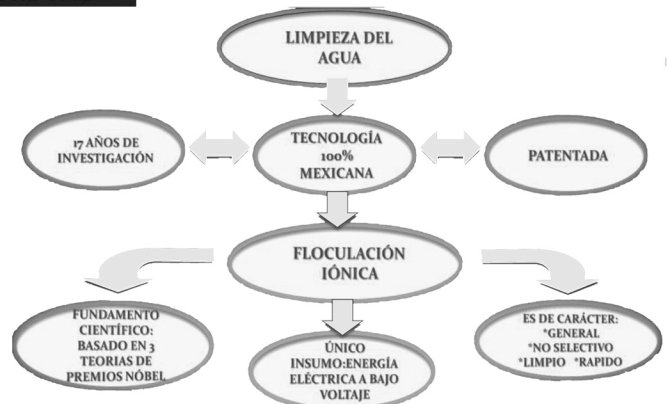 LIMPIEZA DEL
AGUA
17 AÑOS DE
INVESTIGACIÓN
TECNOLOGÍA
100%
MEXICANA
PATENTADA
FLOCULACIÓN
IÓNICA
FUNDAMENTO
CIENTÍFICO:
BASADO EN 3
TEORIAS DE
PREMIOS NÓBEL
ÚNICO
INSUMO:ENERGÍA
ELÉCTRICA A BAJO
VOLTAJE
ES DE CARÁCTER:
*GENERAL
*NO SELECTIVO
*LIMPIO *RAPIDO